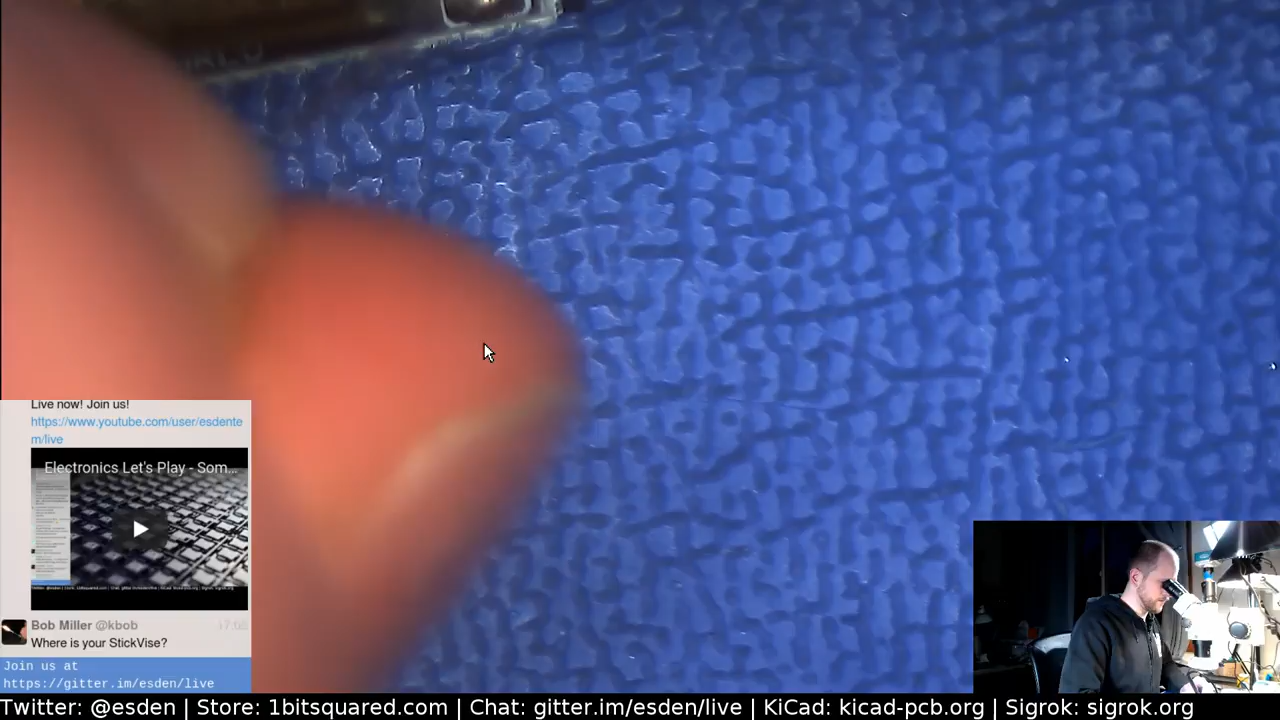 Live now! Join us!
https://www.youtube.com/user/esdente
m/live
Electronics Let's Play - Som...
Bob Miller @kbob
Where is your StickVise?
Join us at
https://gitter.im/esden/live
Twitter: @esden | Store: 1bitsquared.com | Chat: gitter.im/esden/live | KiCad: kicad-pcb.org | Sigrok: sigrok.org